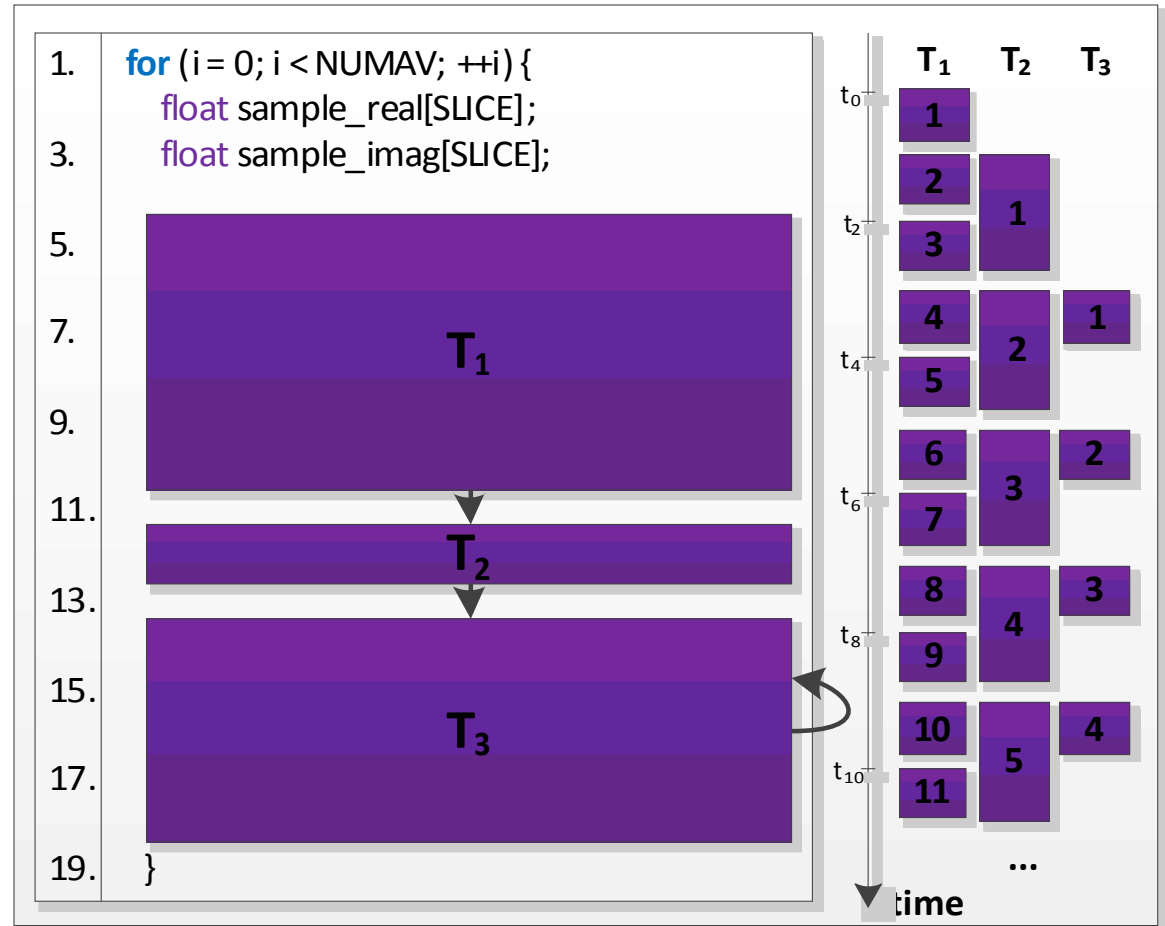 1. for (i = 0; i < NUMAV; ++i) {
float sample_real[SLICE];
3. float sample_imag[SLICE];
5.
7.
T₁
9.
11.
T₂
13.
15.
T₃
17.
19. }
T₁ T₂ T₃
t₀
1
2
1
t₂
3
4 1
2
t₄
5
6 2
3
t₆
7
8 3
4
t₈
9
10 4
5
t₁₀
11
...
time